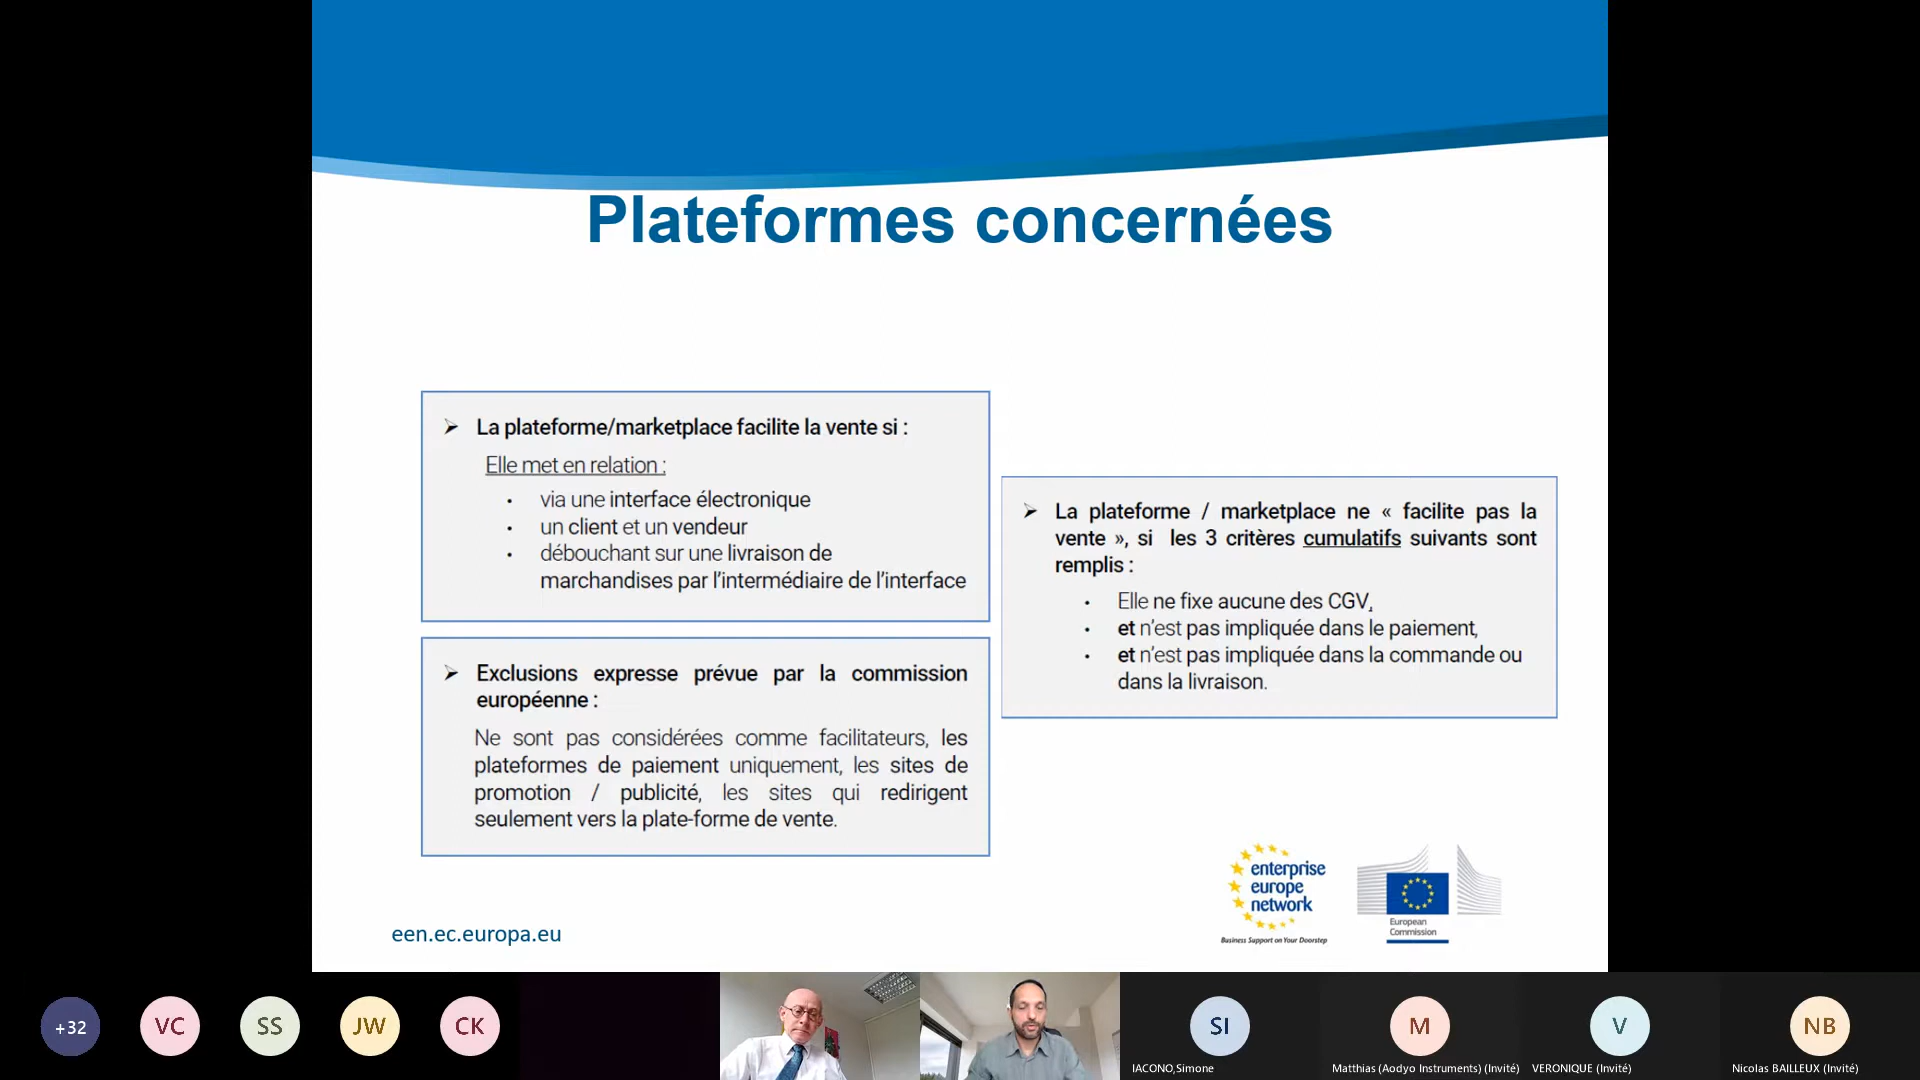 Plateformes concernées
➢ La plateforme/marketplace facilite la vente si :
Elle met en relation :
• via une interface électronique
• un client et un vendeur
• débouchant sur une livraison de
marchandises par l'intermédiaire de l'interface
➢ Exclusions expresse prévue par la commission
européenne :
Ne sont pas considérées comme facilitateurs, les
plateformes de paiement uniquement, les sites de
promotion / publicité, les sites qui redirigent
seulement vers la plate-forme de vente.
➢ La plateforme / marketplace ne « facilite pas la
vente », si les 3 critères cumulatifs suivants sont
remplis :
• Elle ne fixe aucune des CGV,
• et n'est pas impliquée dans le paiement,
• et n'est pas impliquée dans la commande ou
dans la livraison.
een.ec.europa.eu
enterprise
europe
network
Business Support on Your Doorstep
European
Commission
+32
VC
SS
JW
CK
SI
IACONO,Simone
M
Matthias (Aodyo Instruments) (Invité)
V
VERONIQUE (Invité)
NB
Nicolas BAILLEUX (Invité)